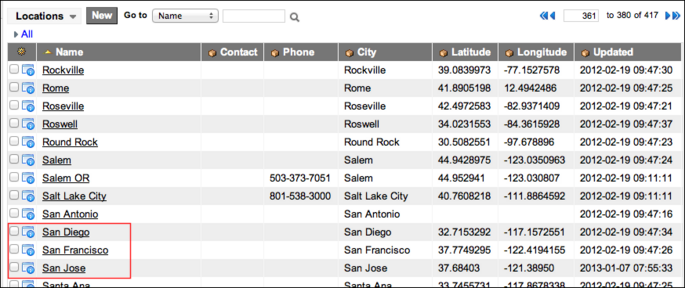 Locations New Go to Name 361 to 380 of 417
All
Name Contact Phone City Latitude Longitude Updated
Rockville Rockville 39.0839973 -77.1527578 2012-02-19 09:47:30
Rome Rome 41.8905198 12.4942486 2012-02-19 09:47:25
Roseville Roseville 42.4972583 -82.9371409 2012-02-19 09:47:21
Roswell Roswell 34.0231553 -84.3615928 2012-02-19 09:47:37
Round Rock Round Rock 30.5082551 -97.678896 2012-02-19 09:47:23
Salem Salem 44.9428975 -123.0350963 2012-02-19 09:47:24
Salem OR 503-373-7051 Salem 44.952941 -123.030807 2012-02-19 09:11:11
Salt Lake City 801-538-3000 Salt Lake City 40.7608218 -111.8864592 2012-02-19 09:11:11
San Antonio San Antonio 2012-02-19 09:47:16
San Diego San Diego 32.7153292 -117.1572551 2012-02-19 09:47:34
San Francisco San Francisco 37.7749295 -122.4194155 2012-02-19 09:47:26
San Jose San Jose 37.68403 -121.38950 2013-01-07 07:55:33
Santa Ana Santa Ana 33.7455731 -117.8678338 2012-02-19 09:47:25